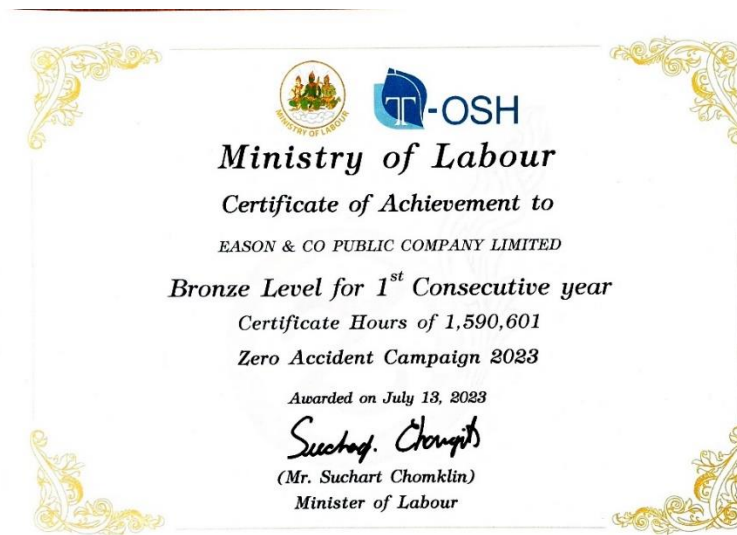 MINISTRY OF LABOUR
T-OSH
Ministry of Labour
Certificate of Achievement to
EASON & CO PUBLIC COMPANY LIMITED
Bronze Level for 1st Consecutive year
Certificate Hours of 1,590,601
Zero Accident Campaign 2023
Awarded on July 13, 2023
(Mr. Suchart Chomklin)
Minister of Labour